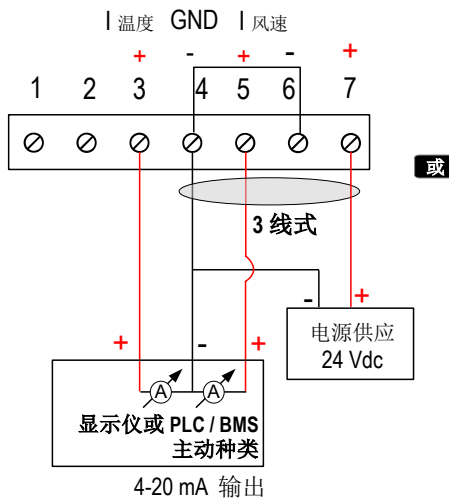 I 温度 GND I 风速
+ - + - +
1 2 3 4 5 6 7
或
3 线式
- +
电源供应
24 Vdc
+ - +
A A
显示仪或 PLC / BMS
主动种类
4-20 mA 输出